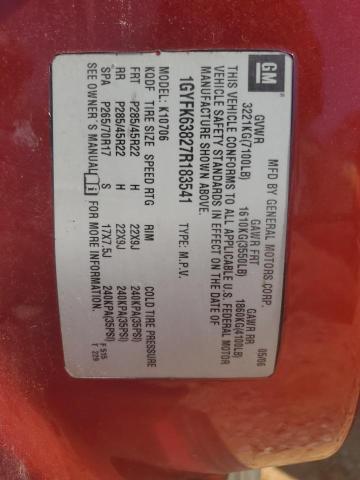 GM
MFD BY GENERAL MOTORS CORP.
05/06
GVWR GAWR FRT GAWR RR
3221KG(7100LB) 1610KG(3550LB) 1860KG(4100LB)
THIS VEHICLE CONFORMS TO ALL APPLICABLE U.S. FEDERAL MOTOR
VEHICLE SAFETY STANDARDS IN EFFECT ON THE DATE OF
MANUFACTURE SHOWN ABOVE.
1GYFK63827R183541 TYPE: M.P.V.
MODEL: K10706
KQDF TIRE SIZE SPEED RTG RIM COLD TIRE PRESSURE
FRT P285/45R22 H 22X9J 240KPA(35PSI)
RR P285/45R22 H 22X9J 240KPA(35PSI)
SPA P265/70R17 S 17X7.5J 240KPA(35PSI)
SEE OWNER'S MANUAL i FOR MORE INFORMATION
F 515
T 229